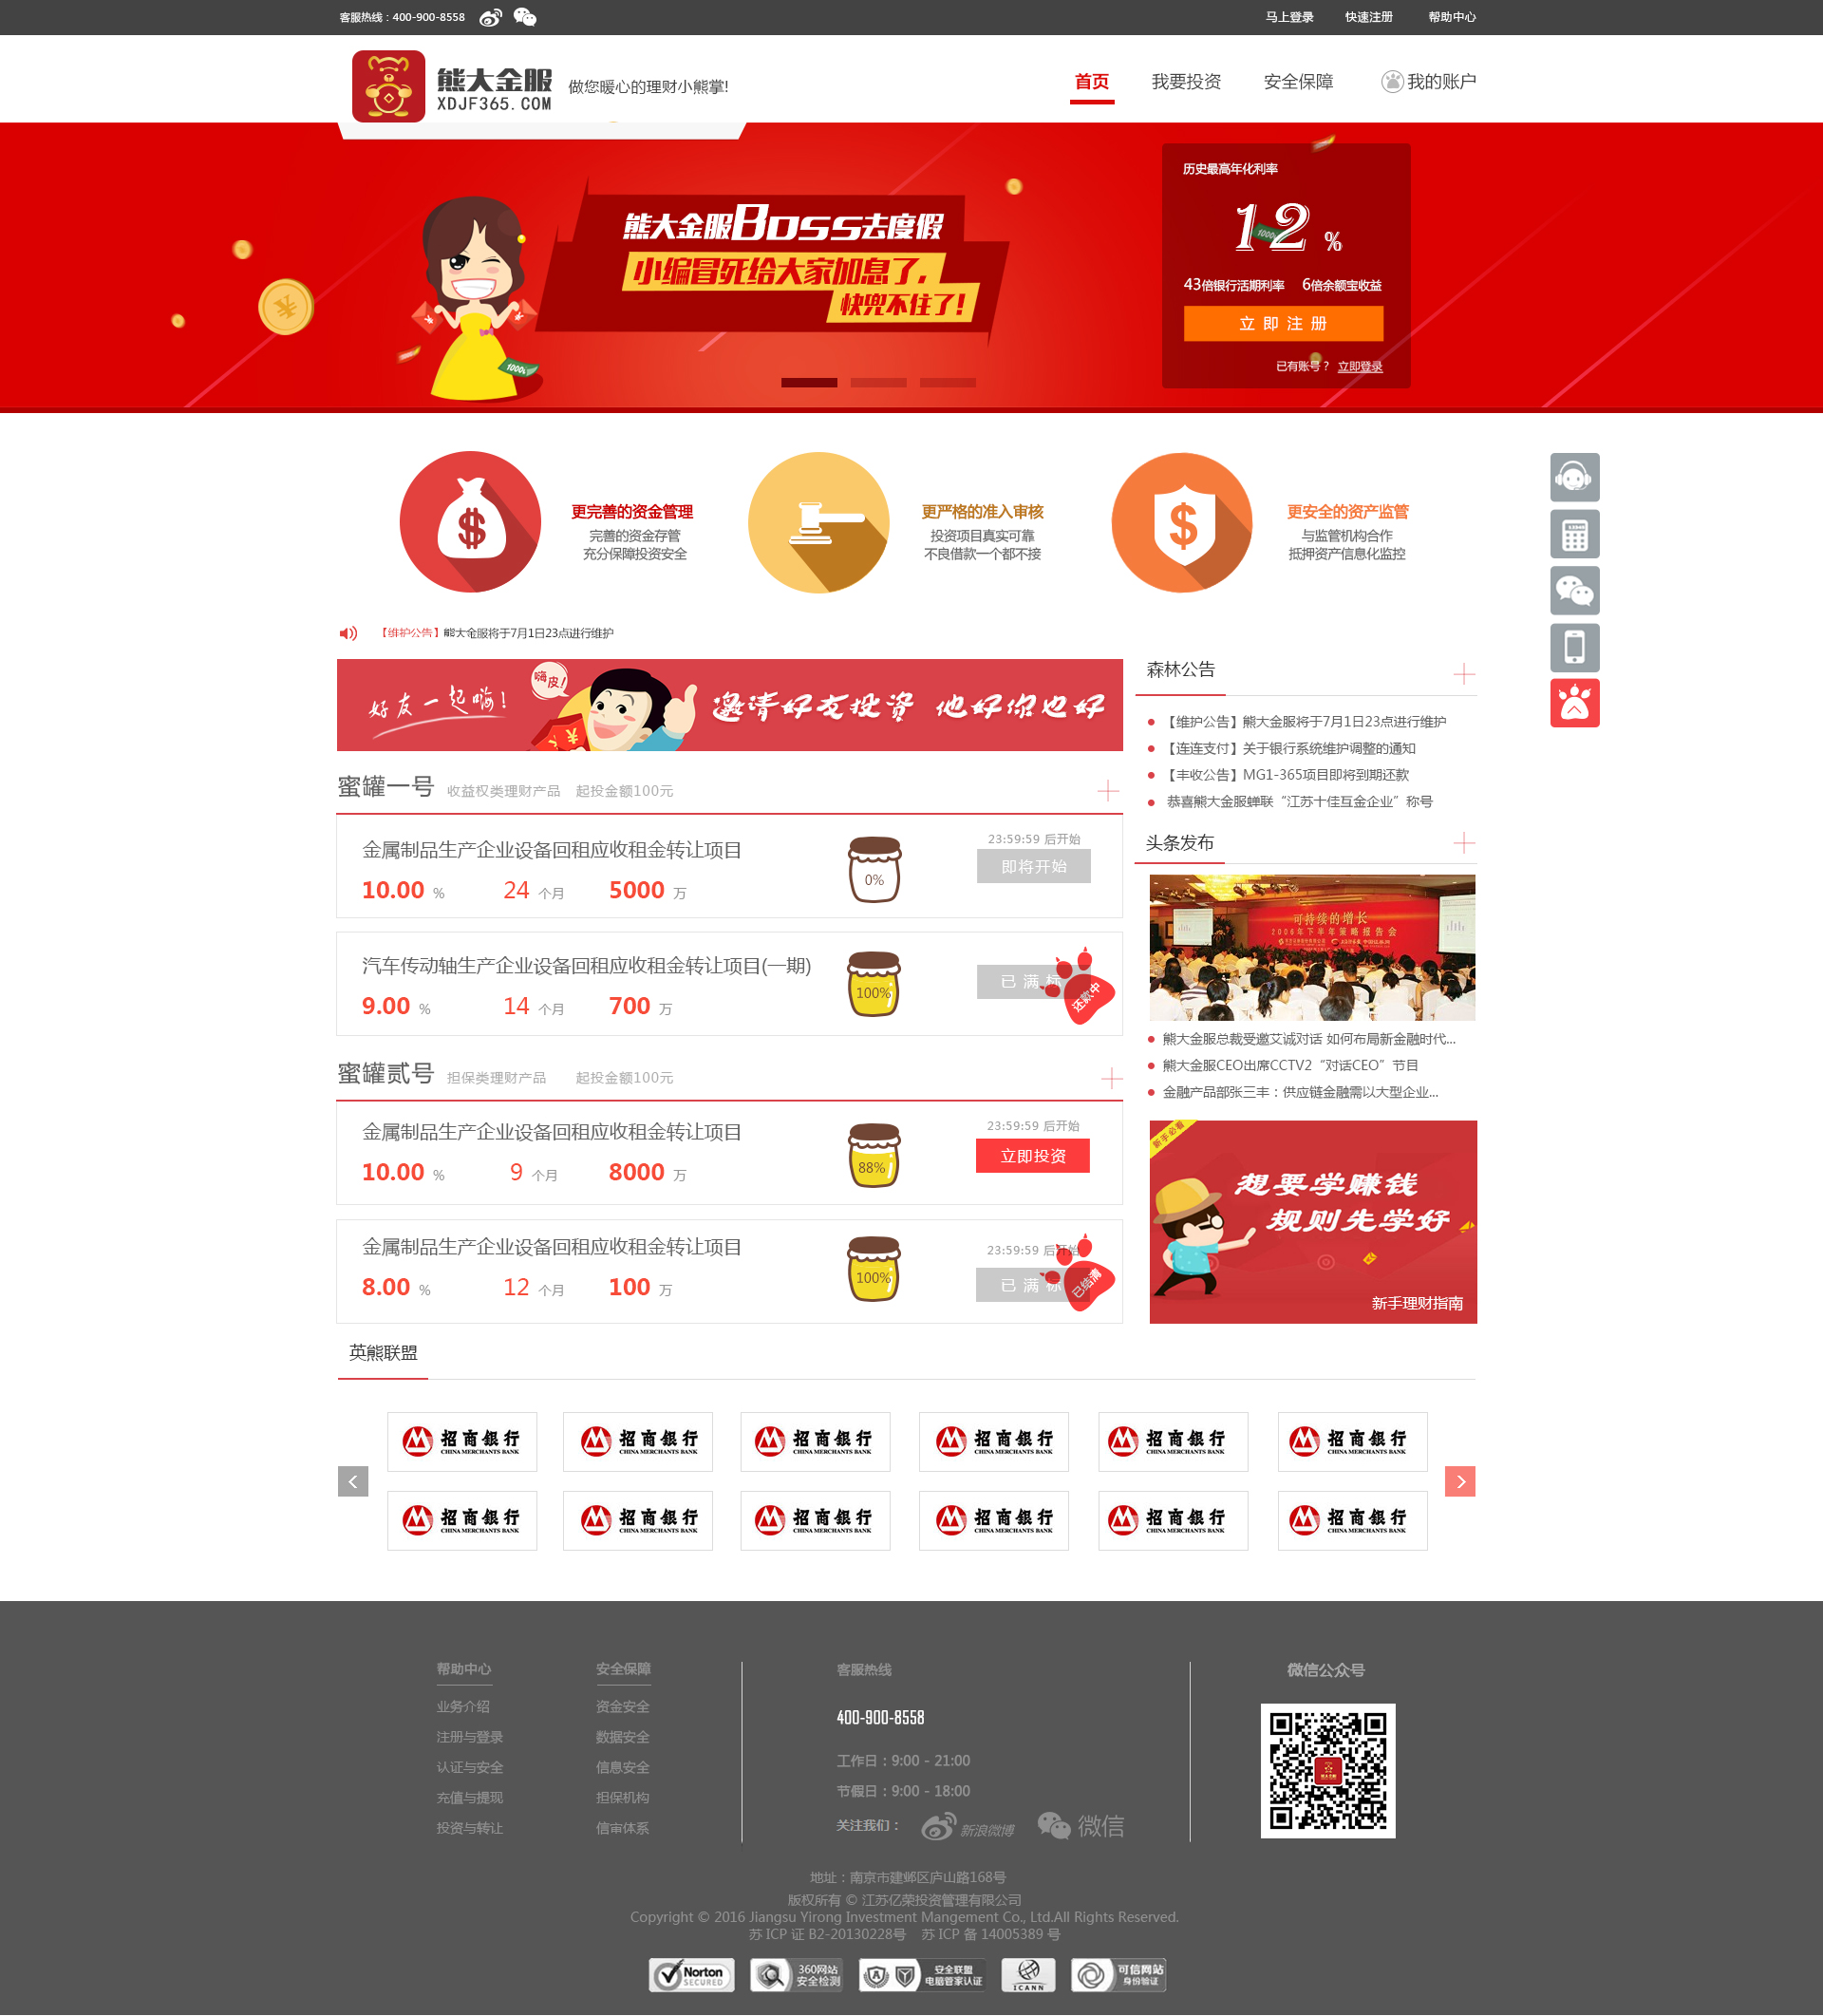 客服热线：400-900-8558
马上登录 快速注册 帮助中心
熊大金服
XDJF365.COM
做您暖心的理财小熊掌!
首页 我要投资 安全保障 我的账户
熊大金服Boss去度假
小编冒死给大家加息了,
快兜不住了!
1000
历史最高年化利率
12 %
43倍银行活期利率 6倍余额宝收益
立即注册
已有账号？ 立即登录
更完善的资金管理
完善的资金存管
充分保障投资安全
更严格的准入审核
投资项目真实可靠
不良借款一个都不接
更安全的资产监管
与监管机构合作
抵押资产信息化监控
【维护公告】熊大金服将于7月1日23点进行维护
好友一起嗨!
嗨皮!
邀请好友投资 他好你也好
蜜罐一号 收益权类理财产品 起投金额100元
金属制品生产企业设备回租应收租金转让项目
10.00 % 24 个月 5000 万
0%
23:59:59 后开始
即将开始
汽车传动轴生产企业设备回租应收租金转让项目(一期)
9.00 % 14 个月 700 万
100%
已满标
还款中
蜜罐贰号 担保类理财产品 起投金额100元
金属制品生产企业设备回租应收租金转让项目
10.00 % 9 个月 8000 万
88%
23:59:59 后开始
立即投资
金属制品生产企业设备回租应收租金转让项目
8.00 % 12 个月 100 万
100%
23:59:59 后开始
已满标
已结清
森林公告
【维护公告】熊大金服将于7月1日23点进行维护
【连连支付】关于银行系统维护调整的通知
【丰收公告】MG1-365项目即将到期还款
恭喜熊大金服蝉联“江苏十佳互金企业”称号
头条发布
可持续的增长
2006年下半年策略报告会
熊大金服总裁受邀艾诚对话 如何布局新金融时代...
熊大金服CEO出席CCTV2“对话CEO”节目
金融产品部张三丰：供应链金融需以大型企业...
新手必看
想要学赚钱
规则先学好
新手理财指南
英熊联盟
招商銀行 招商銀行 招商銀行 招商銀行 招商銀行 招商銀行
CHINA MERCHANTS BANK CHINA MERCHANTS BANK CHINA MERCHANTS BANK CHINA MERCHANTS BANK CHINA MERCHANTS BANK CHINA MERCHANTS BANK
招商銀行 招商銀行 招商銀行 招商銀行 招商銀行 招商銀行
CHINA MERCHANTS BANK CHINA MERCHANTS BANK CHINA MERCHANTS BANK CHINA MERCHANTS BANK CHINA MERCHANTS BANK CHINA MERCHANTS BANK
帮助中心
业务介绍
注册与登录
认证与安全
充值与提现
投资与转让
安全保障
资金安全
数据安全
信息安全
担保机构
信审体系
客服热线
400-900-8558
工作日：9:00 - 21:00
节假日：9:00 - 18:00
关注我们： 新浪微博 微信
微信公众号
熊大金服
地址：南京市建邺区庐山路168号
版权所有 © 江苏亿荣投资管理有限公司
Copyright © 2016 Jiangsu Yirong Investment Mangement Co., Ltd.All Rights Reserved.
苏 ICP 证 B2-20130228号 苏 ICP 备 14005389 号
Norton
SECURED
360网站
安全检测
安全联盟
电脑管家认证
ICANN
可信网站
身份验证